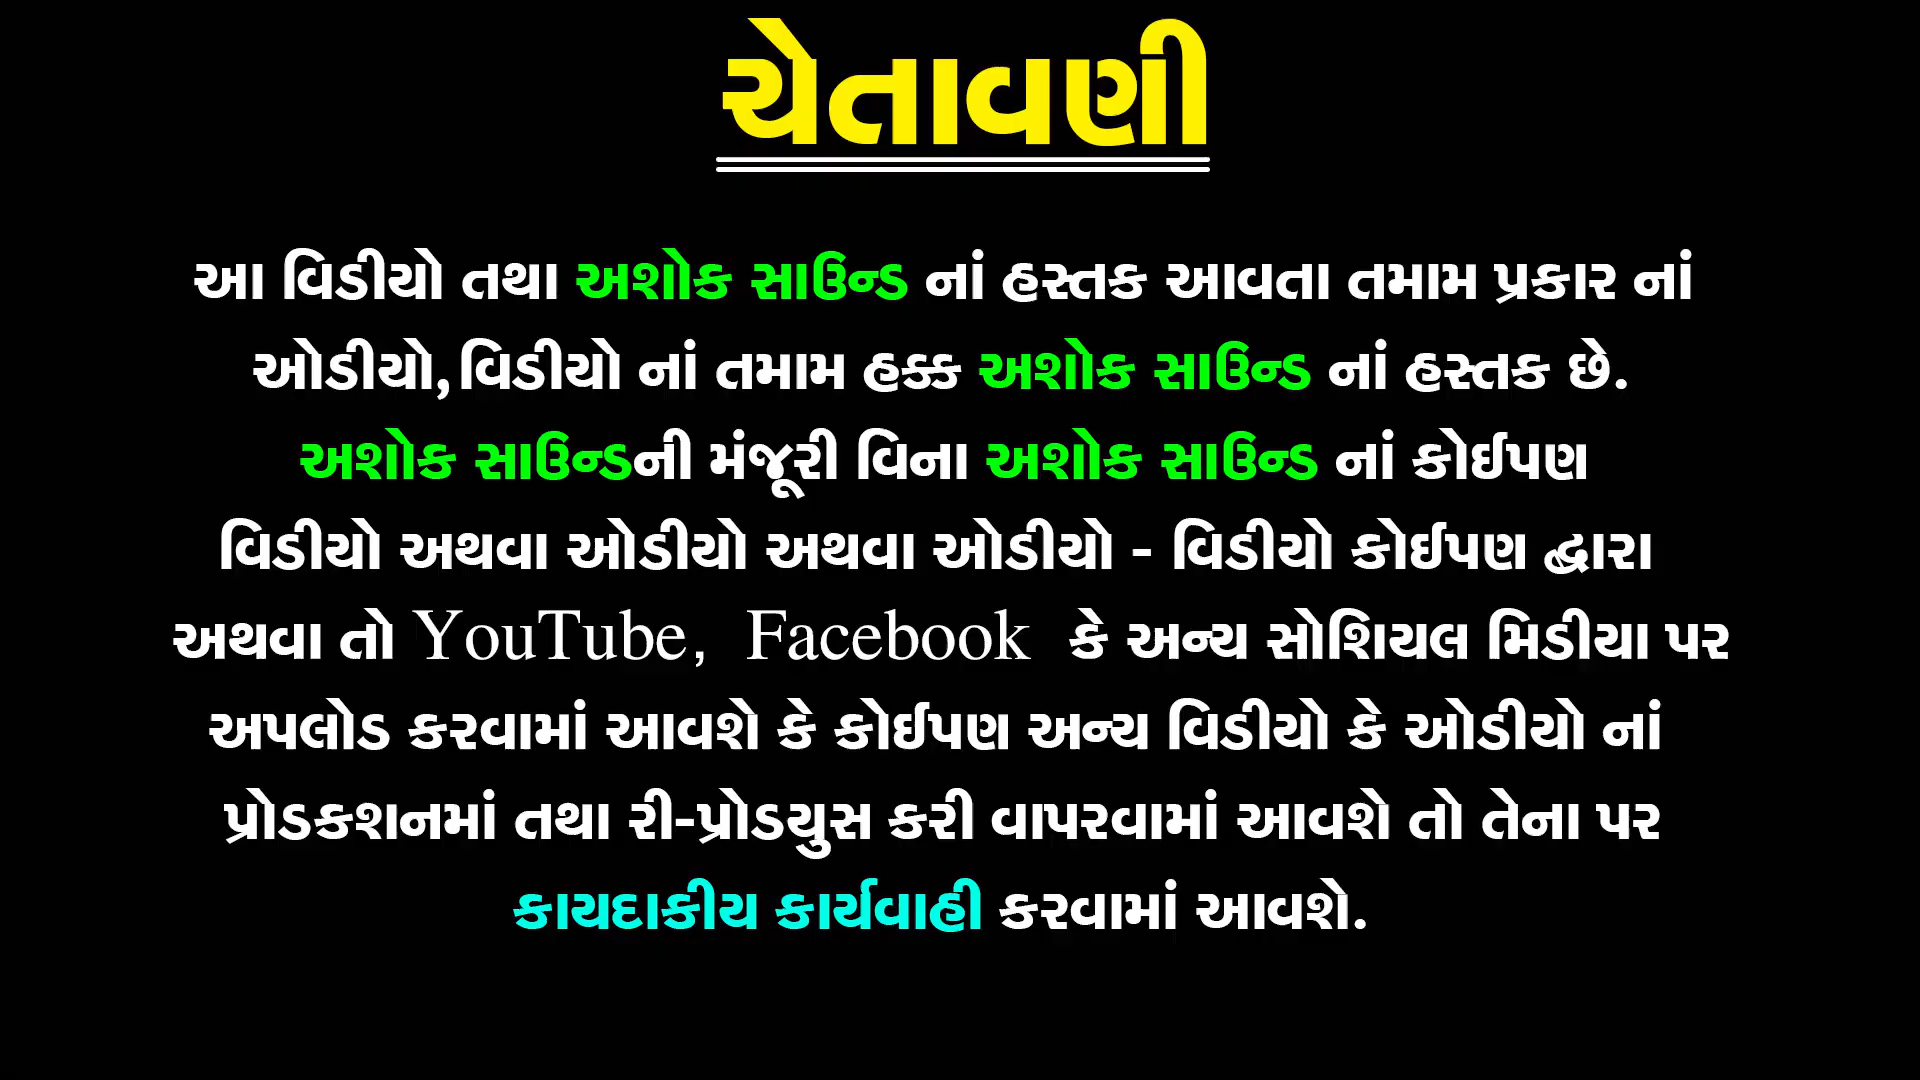 ચેતાવણી
આ વિડીયો તથા અશોક સાઉન્ડ નાં હસ્તક આવતા તમામ પ્રકાર નાં
ઓડીયો,વિડીયો નાં તમામ હક્ક અશોક સાઉન્ડ નાં હસ્તક છે.
અશોક સાઉન્ડની મંજૂરી વિના અશોક સાઉન્ડ નાં કોઈપણ
વિડીયો અથવા ઓડીયો અથવા ઓડીયો - વિડીયો કોઈપણ દ્વારા
અથવા તો YouTube, Facebook કે અન્ય સોશિયલ મિડીયા પર
અપલોડ કરવામાં આવશે કે કોઈપણ અન્ય વિડીયો કે ઓડીયો નાં
પ્રોડકશનમાં તથા રી-પ્રોડયુસ કરી વાપરવામાં આવશે તો તેના પર
કાયદાકીય કાર્યવાહી કરવામાં આવશે.